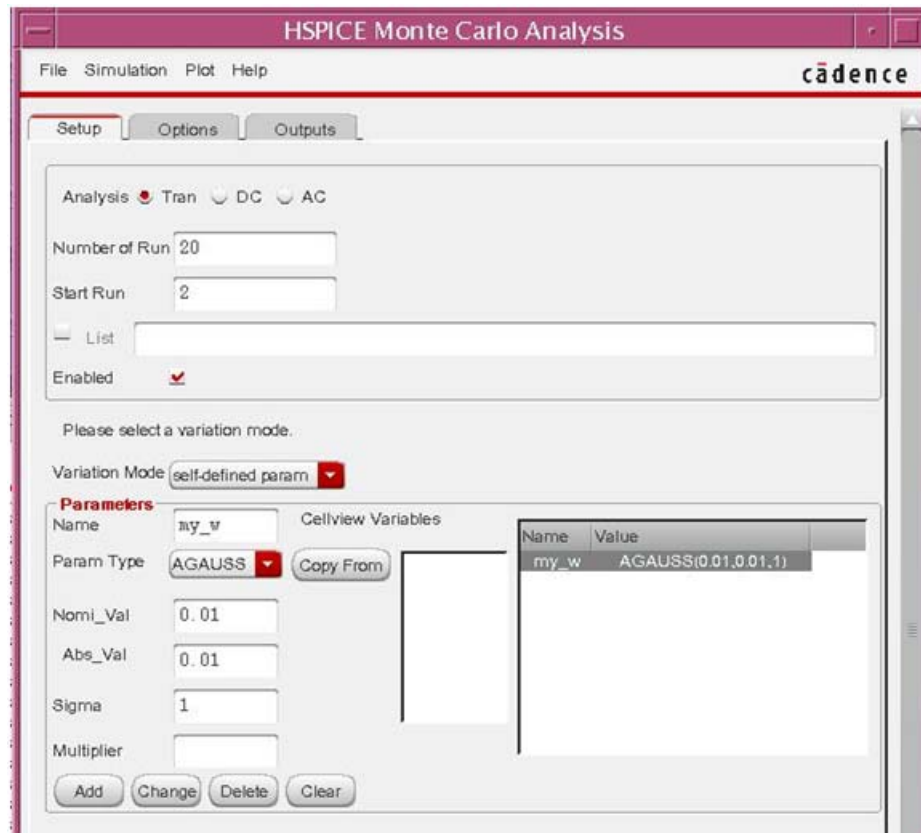 HSPICE Monte Carlo Analysis
File Simulation Plot Help
cādence
Setup Options Outputs
Analysis Tran DC AC
Number of Run 20
Start Run 2
List
Enabled
Please select a variation mode.
Variation Mode self-defined param
Parameters
Name my_w Cellview Variables
Name Value
Param Type AGAUSS Copy From
my_w AGAUSS(0.01,0.01,1)
Nomi_Val 0.01
Abs_Val 0.01
Sigma 1
Multiplier
Add Change Delete Clear